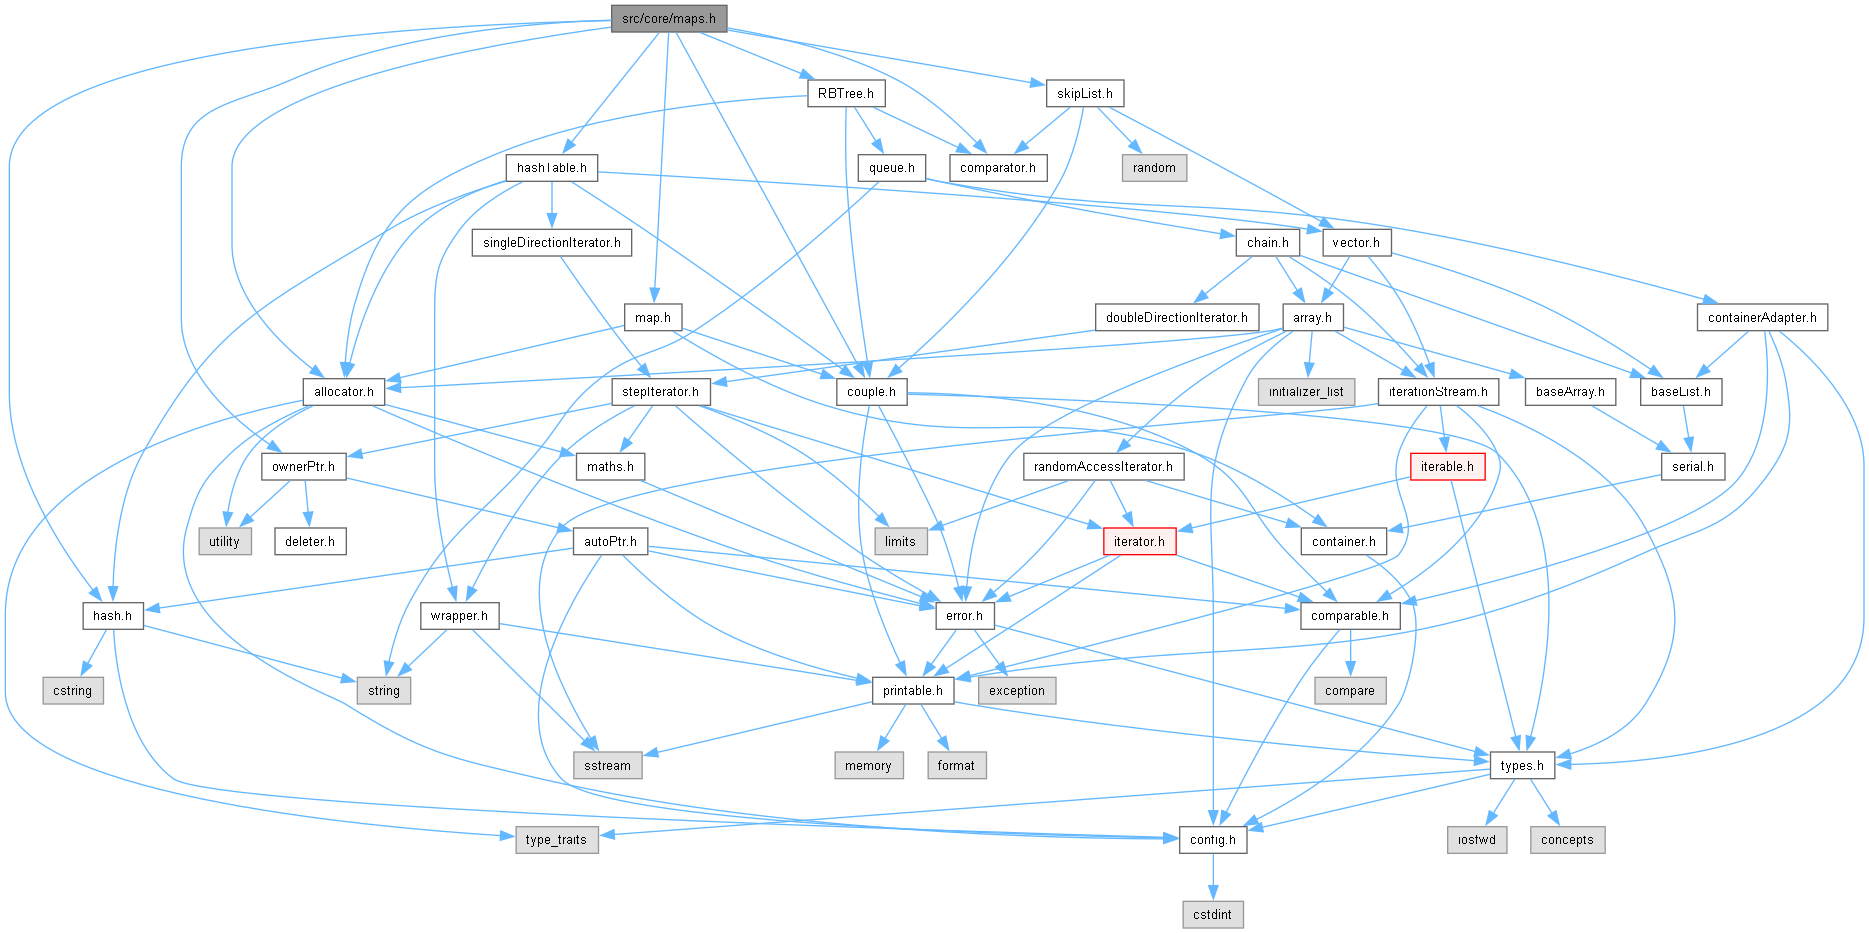 src/core/maps.h
RBTree.h
skipList.h
hashTable.h
queue.h
comparator.h
random
singleDirectionIterator.h
chain.h
vector.h
map.h
doubleDirectionIterator.h
array.h
containerAdapter.h
allocator.h
stepIterator.h
couple.h
initializer_list
iterationStream.h
baseArray.h
baseList.h
ownerPtr.h
maths.h
randomAccessIterator.h
iterable.h
serial.h
utility
deleter.h
autoPtr.h
limits
iterator.h
container.h
hash.h
wrapper.h
error.h
comparable.h
cstring
string
printable.h
exception
compare
sstream
memory
format
types.h
type_traits
config.h
iosfwd
concepts
cstdint